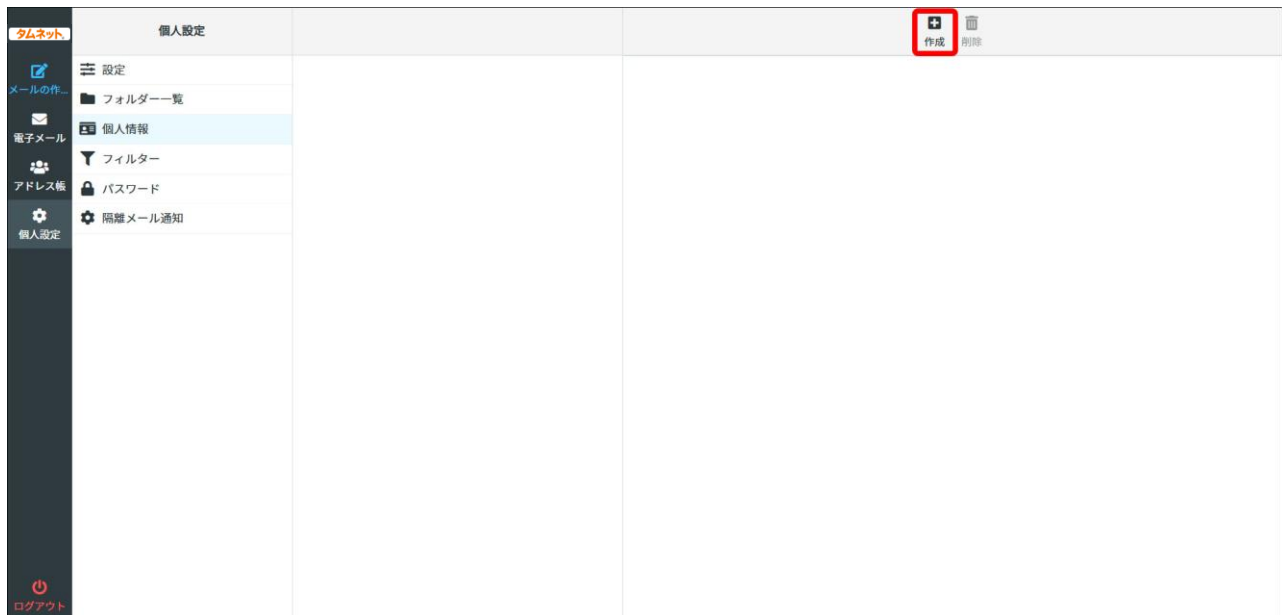 タムネット。
メールの作...
電子メール
アドレス帳
個人設定
ログアウト
個人設定
設定
フォルダー一覧
個人情報
フィルター
パスワード
隔離メール通知
作成
削除